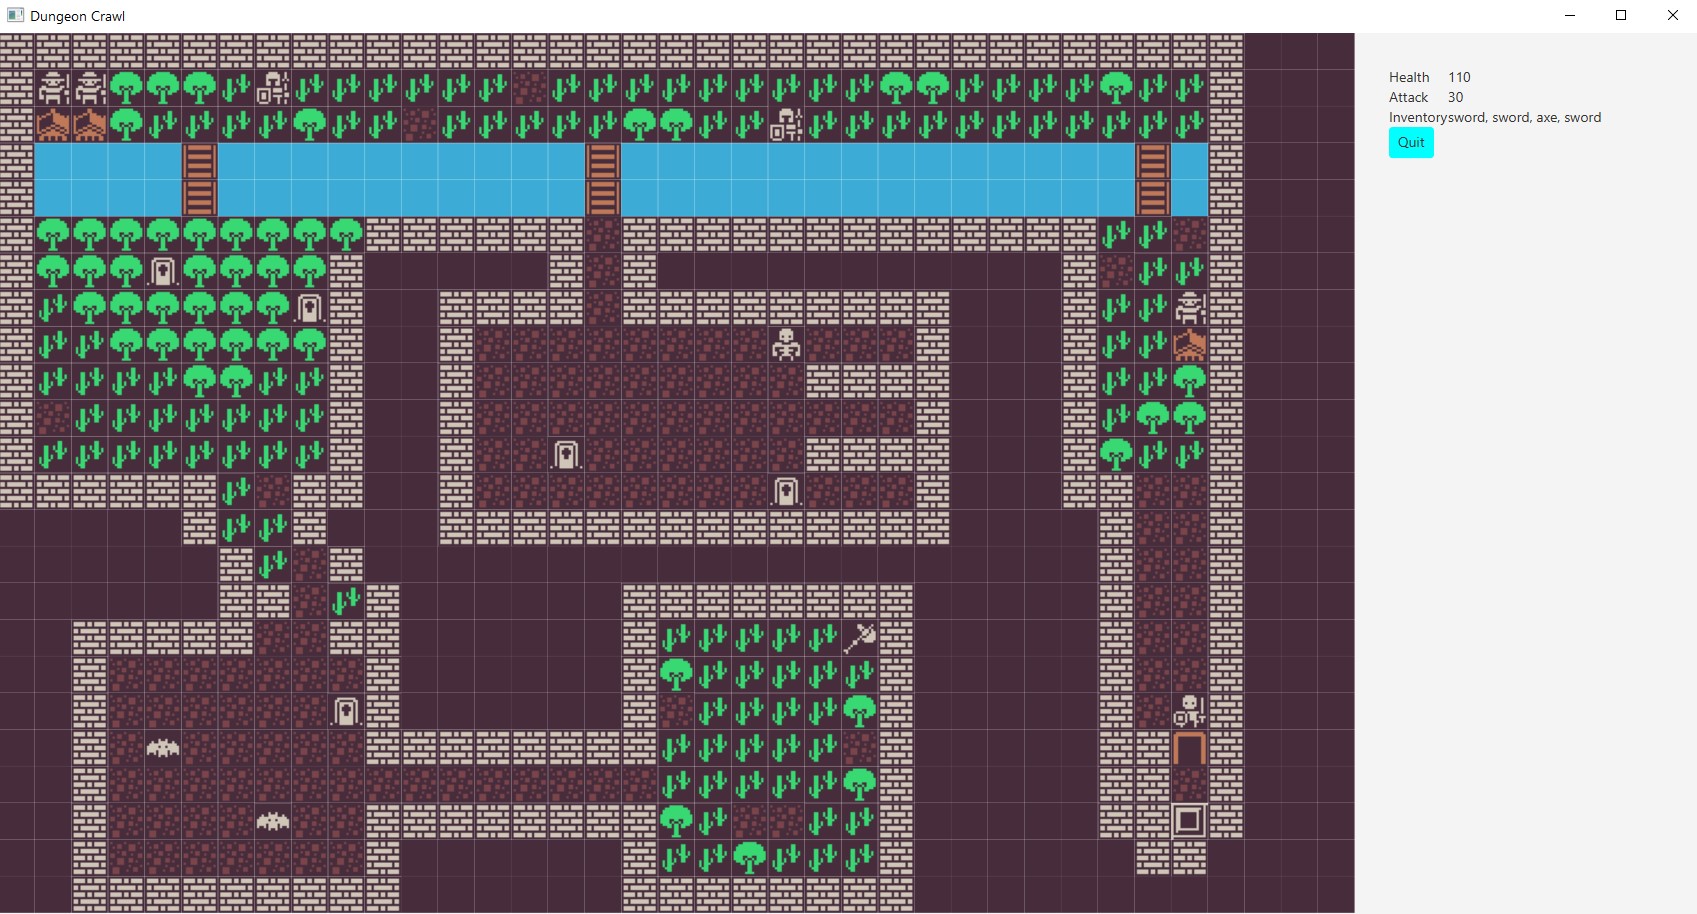 Dungeon Crawl
Health 110
Attack 30
Inventorysword, sword, axe, sword
Quit